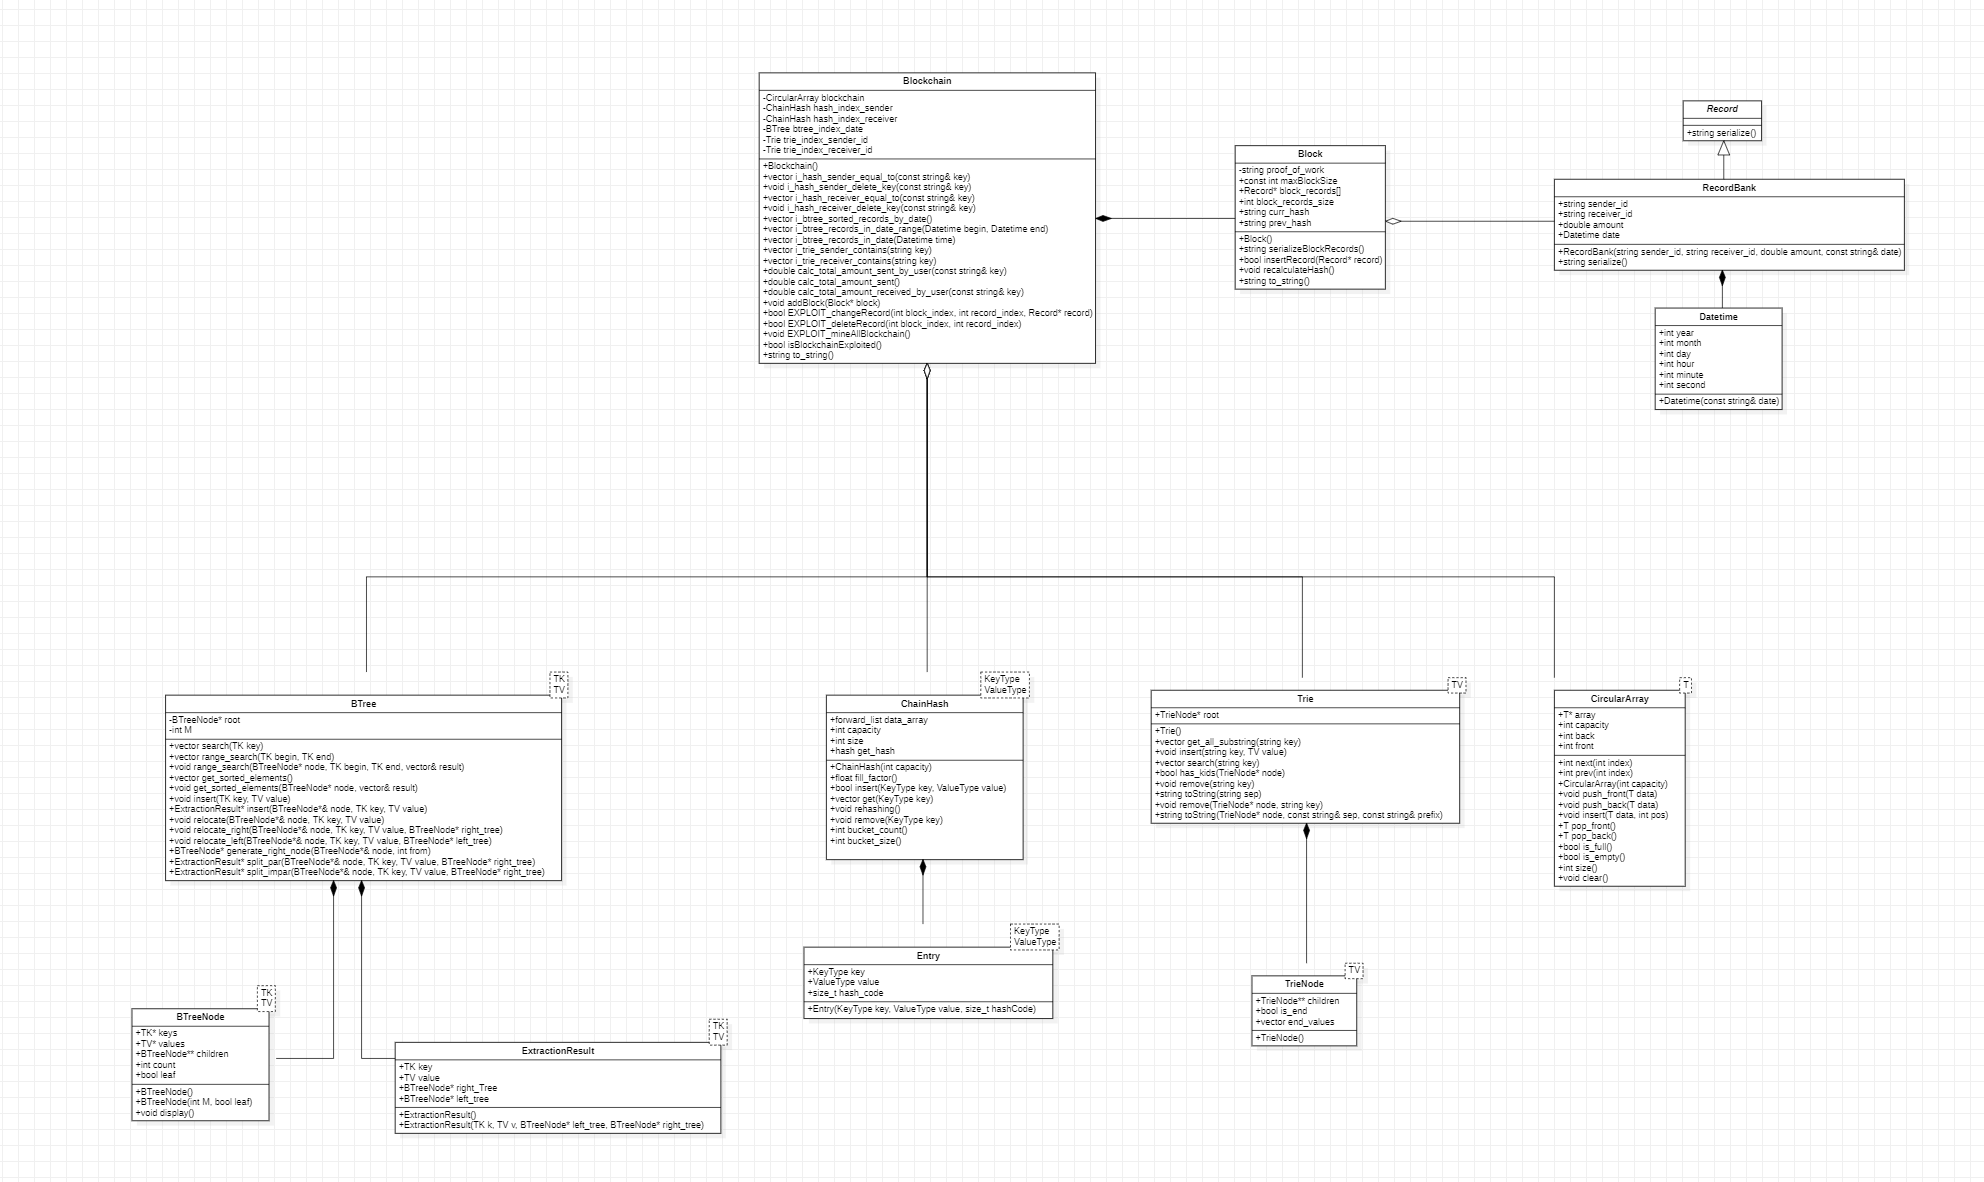 Blockchain
-CircularArray blockchain
-ChainHash hash_index_sender
-ChainHash hash_index_receiver
-BTree btree_index_date
-Trie trie_index_sender_id
-Trie trie_index_receiver_id
+Blockchain()
+vector i_hash_sender_equal_to(const string& key)
+void i_hash_sender_delete_key(const string& key)
+vector i_hash_receiver_equal_to(const string& key)
+void i_hash_receiver_delete_key(const string& key)
+vector i_btree_sorted_records_by_date()
+vector i_btree_records_in_date_range(Datetime begin, Datetime end)
+vector i_btree_records_in_date(Datetime time)
+vector i_trie_sender_contains(string key)
+vector i_trie_receiver_contains(string key)
+double calc_total_amount_sent_by_user(const string& key)
+double calc_total_amount_sent()
+double calc_total_amount_received_by_user(const string& key)
+void addBlock(Block* block)
+bool EXPLOIT_changeRecord(int block_index, int record_index, Record* record)
+bool EXPLOIT_deleteRecord(int block_index, int record_index)
+void EXPLOIT_mineAllBlockchain()
+bool isBlockchainExploited()
+string to_string()
Block
-string proof_of_work
+const int maxBlockSize
+Record* block_records[]
+int block_records_size
+string curr_hash
+string prev_hash
+Block()
+string serializeBlockRecords()
+bool insertRecord(Record* record)
+void recalculateHash()
+string to_string()
Record
+string serialize()
RecordBank
+string sender_id
+string receiver_id
+double amount
+Datetime date
+RecordBank(string sender_id, string receiver_id, double amount, const string& date)
+string serialize()
Datetime
+int year
+int month
+int day
+int hour
+int minute
+int second
+Datetime(const string& date)
TK
TV
BTree
-BTreeNode* root
-int M
+vector search(TK key)
+vector range_search(TK begin, TK end)
+void range_search(BTreeNode* node, TK begin, TK end, vector& result)
+vector get_sorted_elements()
+void get_sorted_elements(BTreeNode* node, vector& result)
+void insert(TK key, TV value)
+ExtractionResult* insert(BTreeNode*& node, TK key, TV value)
+void relocate(BTreeNode*& node, TK key, TV value)
+void relocate_right(BTreeNode*& node, TK key, TV value, BTreeNode* right_tree)
+void relocate_left(BTreeNode*& node, TK key, TV value, BTreeNode* left_tree)
+BTreeNode* generate_right_node(BTreeNode*& node, int from)
+ExtractionResult* split_par(BTreeNode*& node, TK key, TV value, BTreeNode* right_tree)
+ExtractionResult* split_impar(BTreeNode*& node, TK key, TV value, BTreeNode* right_tree)
KeyType
ValueType
ChainHash
+forward_list data_array
+int capacity
+int size
+hash get_hash
+ChainHash(int capacity)
+float fill_factor()
+bool insert(KeyType key, ValueType value)
+vector get(KeyType key)
+void rehashing()
+void remove(KeyType key)
+int bucket_count()
+int bucket_size()
TV
Trie
+TrieNode* root
+Trie()
+vector get_all_substring(string key)
+void insert(string key, TV value)
+vector search(string key)
+bool has_kids(TrieNode* node)
+void remove(string key)
+string toString(string sep)
+void remove(TrieNode* node, string key)
+string toString(TrieNode* node, const string& sep, const string& prefix)
T
CircularArray
+T* array
+int capacity
+int back
+int front
+int next(int index)
+int prev(int index)
+CircularArray(int capacity)
+void push_front(T data)
+void push_back(T data)
+void insert(T data, int pos)
+T pop_front()
+T pop_back()
+bool is_full()
+bool is_empty()
+int size()
+void clear()
TK
TV
BTreeNode
+TK* keys
+TV* values
+BTreeNode** children
+int count
+bool leaf
+BTreeNode()
+BTreeNode(int M, bool leaf)
+void display()
TK
TV
ExtractionResult
+TK key
+TV value
+BTreeNode* right_Tree
+BTreeNode* left_tree
+ExtractionResult()
+ExtractionResult(TK k, TV v, BTreeNode* left_tree, BTreeNode* right_tree)
KeyType
ValueType
Entry
+KeyType key
+ValueType value
+size_t hash_code
+Entry(KeyType key, ValueType value, size_t hashCode)
TV
TrieNode
+TrieNode** children
+bool is_end
+vector end_values
+TrieNode()